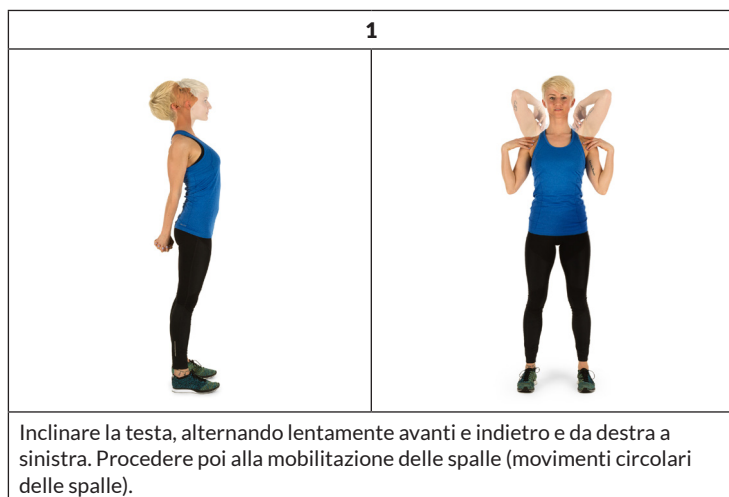 1
Inclinare la testa, alternando lentamente avanti e indietro e da destra a
sinistra. Procedere poi alla mobilitazione delle spalle (movimenti circolari
delle spalle).